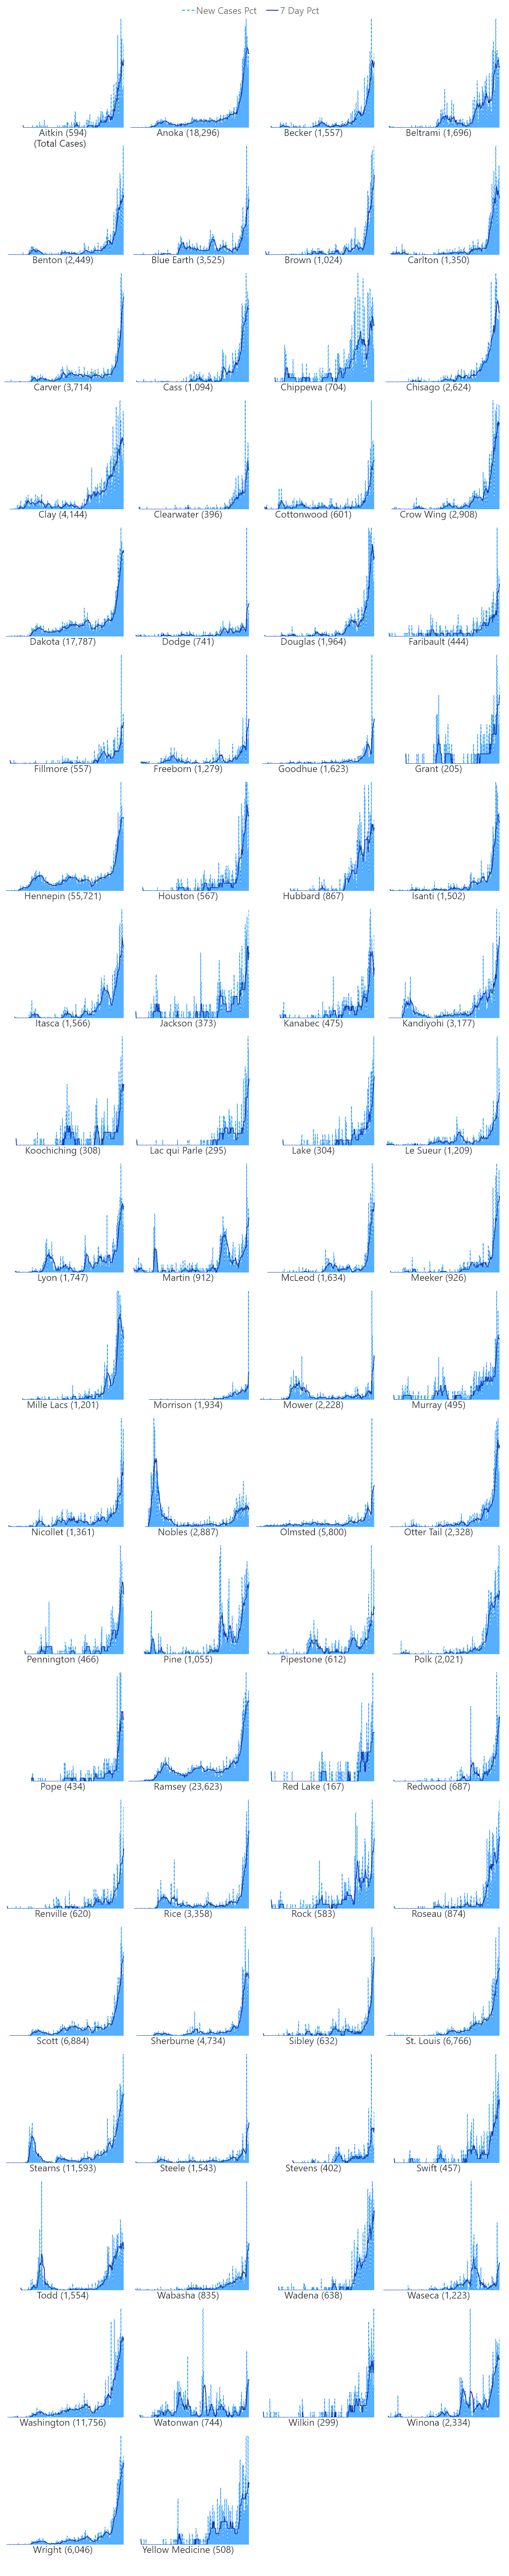 New Cases Pct 7 Day Pct
Aitkin (594) Anoka (18,296) Becker (1,557) Beltrami (1,696)
(Total Cases)
Benton (2,449) Blue Earth (3,525) Brown (1,024) Carlton (1,350)
Carver (3,714) Cass (1,094) Chippewa (704) Chisago (2,624)
Clay (4,144) Clearwater (396) Cottonwood (601) Crow Wing (2,908)
Dakota (17,787) Dodge (741) Douglas (1,964) Faribault (444)
Fillmore (557) Freeborn (1,279) Goodhue (1,623) Grant (205)
Hennepin (55,721) Houston (567) Hubbard (867) Isanti (1,502)
Itasca (1,566) Jackson (373) Kanabec (475) Kandiyohi (3,177)
Koochiching (308) Lac qui Parle (295) Lake (304) Le Sueur (1,209)
Lyon (1,747) Martin (912) McLeod (1,634) Meeker (926)
Mille Lacs (1,201) Morrison (1,934) Mower (2,228) Murray (495)
Nicollet (1,361) Nobles (2,887) Olmsted (5,800) Otter Tail (2,328)
Pennington (466) Pine (1,055) Pipestone (612) Polk (2,021)
Pope (434) Ramsey (23,623) Red Lake (167) Redwood (687)
Renville (620) Rice (3,358) Rock (583) Roseau (874)
Scott (6,884) Sherburne (4,734) Sibley (632) St. Louis (6,766)
Stearns (11,593) Steele (1,543) Stevens (402) Swift (457)
Todd (1,554) Wabasha (835) Wadena (638) Waseca (1,223)
Washington (11,756) Watonwan (744) Wilkin (299) Winona (2,334)
Wright (6,046) Yellow Medicine (508)